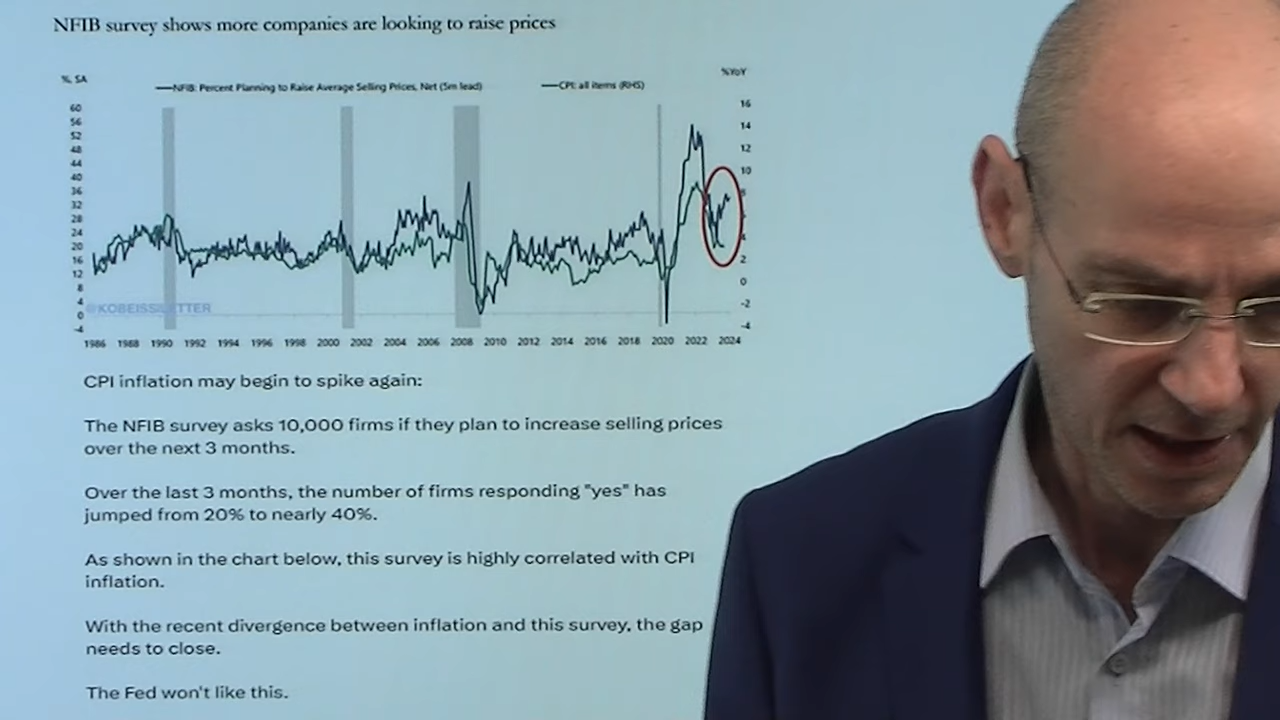 NFIB survey shows more companies are looking to raise prices
% SA
%YoY
NFIB: Percent Planning to Raise Average Selling Prices, Net (5m lead)
CPI: all items (RHS)
60
56
52
48
44
40
36
32
28
24
20
16
12
8
4
0
-4
16
14
12
10
2
0
-2
-4
@KOBEISSILETTER
1986 1988 1990 1992 1994 1996 1998 2000 2002 2004 2006 2008 2010 2012 2014 2016 2018 2020 2022 2024
CPI inflation may begin to spike again:
The NFIB survey asks 10,000 firms if they plan to increase selling prices
over the next 3 months.
Over the last 3 months, the number of firms responding "yes" has
jumped from 20% to nearly 40%.
As shown in the chart below, this survey is highly correlated with CPI
inflation.
With the recent divergence between inflation and this survey, the gap
needs to close.
The Fed won't like this.